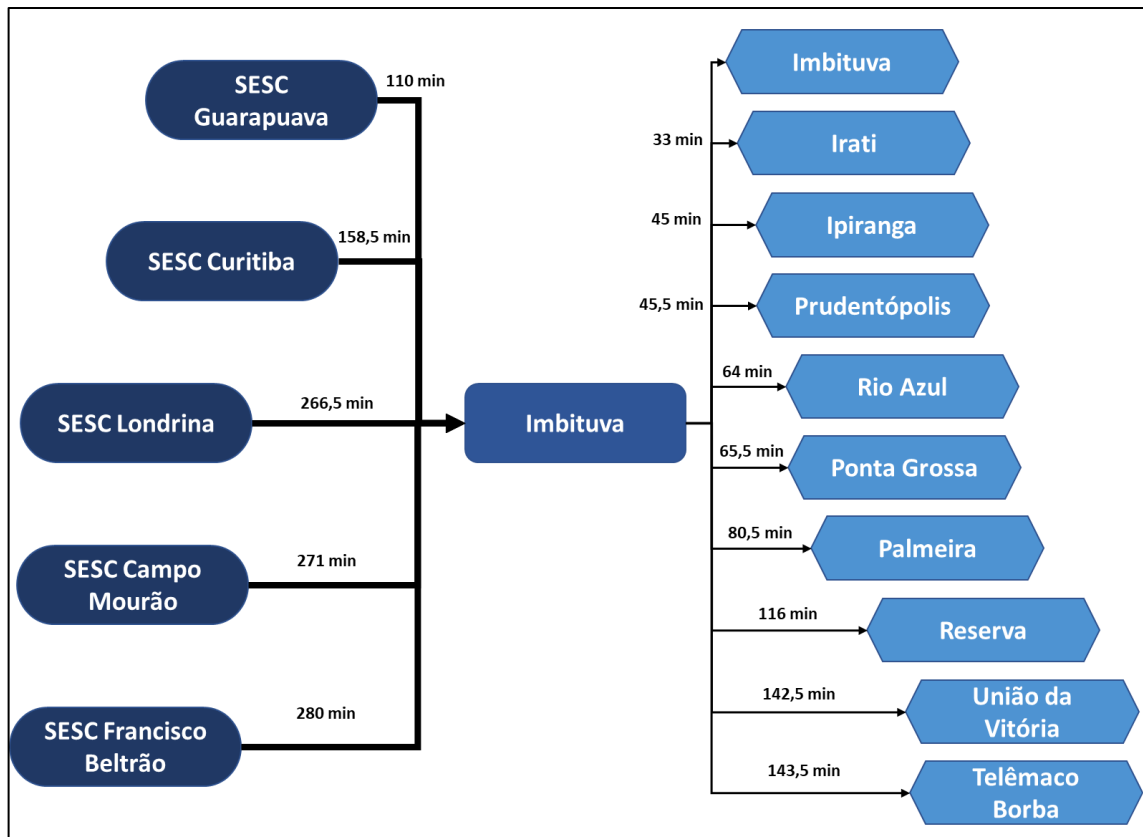 SESC
Guarapuava
110 min
SESC Curitiba
158,5 min
SESC Londrina
266,5 min
SESC Campo
Mourão
271 min
SESC Francisco
Beltrão
280 min
Imbituva
Imbituva
33 min
Irati
45 min
Ipiranga
45,5 min
Prudentópolis
64 min
Rio Azul
65,5 min
Ponta Grossa
80,5 min
Palmeira
116 min
Reserva
142,5 min
União da
Vitória
143,5 min
Telêmaco
Borba